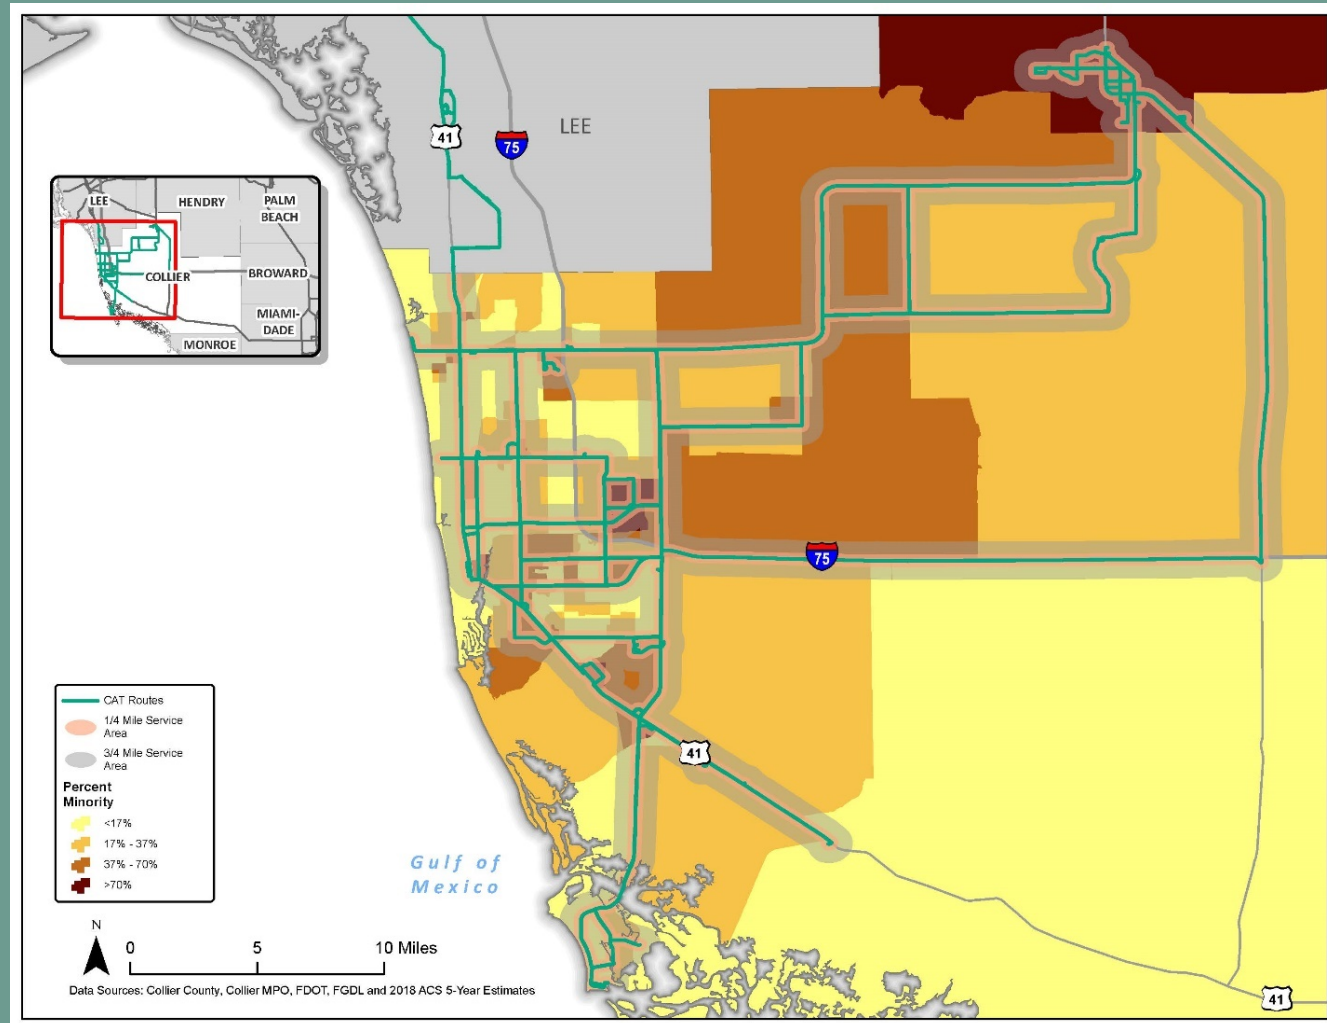 41
75
LEE
LEE
HENDRY
PALM
BEACH
COLLIER
BROWARD
MIAMI-
DADE
MONROE
75
CAT Routes
1/4 Mile Service
Area
3/4 Mile Service
Area
Percent
Minority
<17%
17% - 37%
37% - 70%
>70%
41
Gulf of
Mexico
N
0 5 10 Miles
Data Sources: Collier County, Collier MPO, FDOT, FGDL and 2018 ACS 5-Year Estimates
41